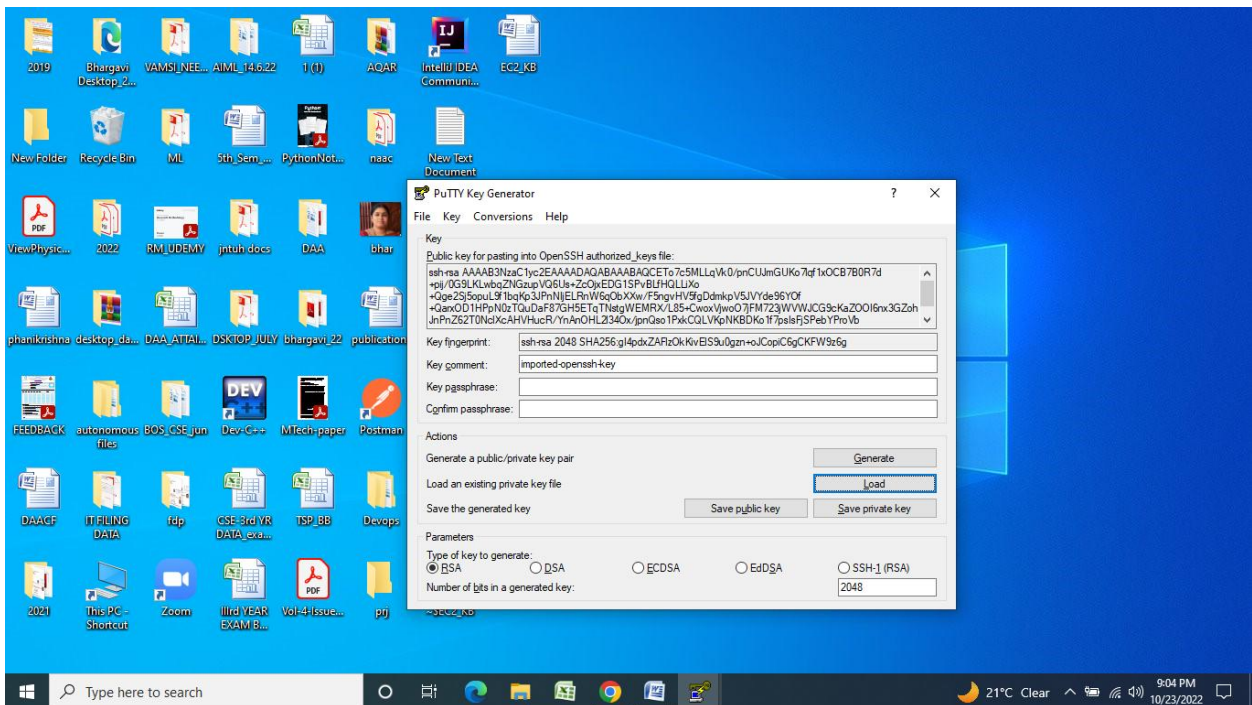 2019
Bhargavi
Desktop_2...
VAMSI_NEE...
AIML_14.6.22
1 (1)
AQAR
IntelliJ IDEA
Communi...
EC2_KB
New Folder
Recycle Bin
ML
5th_Sem_...
PythonNot...
naac
New Text
Document
ViewPhysic...
2022
RM_UDEMY
jntuh docs
DAA
bhar
phanikrishna
desktop_da...
DAA_ATTAI...
DSKTOP_JULY
bhargavi_22
publication
FEEDBACK
autonomous
files
BOS_CSE_jun
DEV
C++
Dev-C++
MTech-paper
Postman
DAACF
IT FILING
DATA
fdp
CSE-3rd YR
DATA_exa...
TSP_BB
Devops
2021
This PC -
Shortcut
Zoom
IIIrd YEAR
EXAM B...
Vol-4-Issue...
prj
~$EC2_KB
PuTTY Key Generator
? ×
File Key Conversions Help
Key
Public key for pasting into OpenSSH authorized_keys file:
ssh-rsa
Key fingerprint:
ssh-rsa 2048
Key comment:
imported-openssh-key
Key passphrase:
Confirm passphrase:
Actions
Generate a public/private key pair
Generate
Load an existing private key file
Load
Save the generated key
Save public key
Save private key
Parameters
Type of key to generate:
RSA
DSA
ECDSA
EdDSA
SSH-1 (RSA)
Number of bits in a generated key:
2048
Type here to search
21°C Clear
9:04 PM
10/23/2022